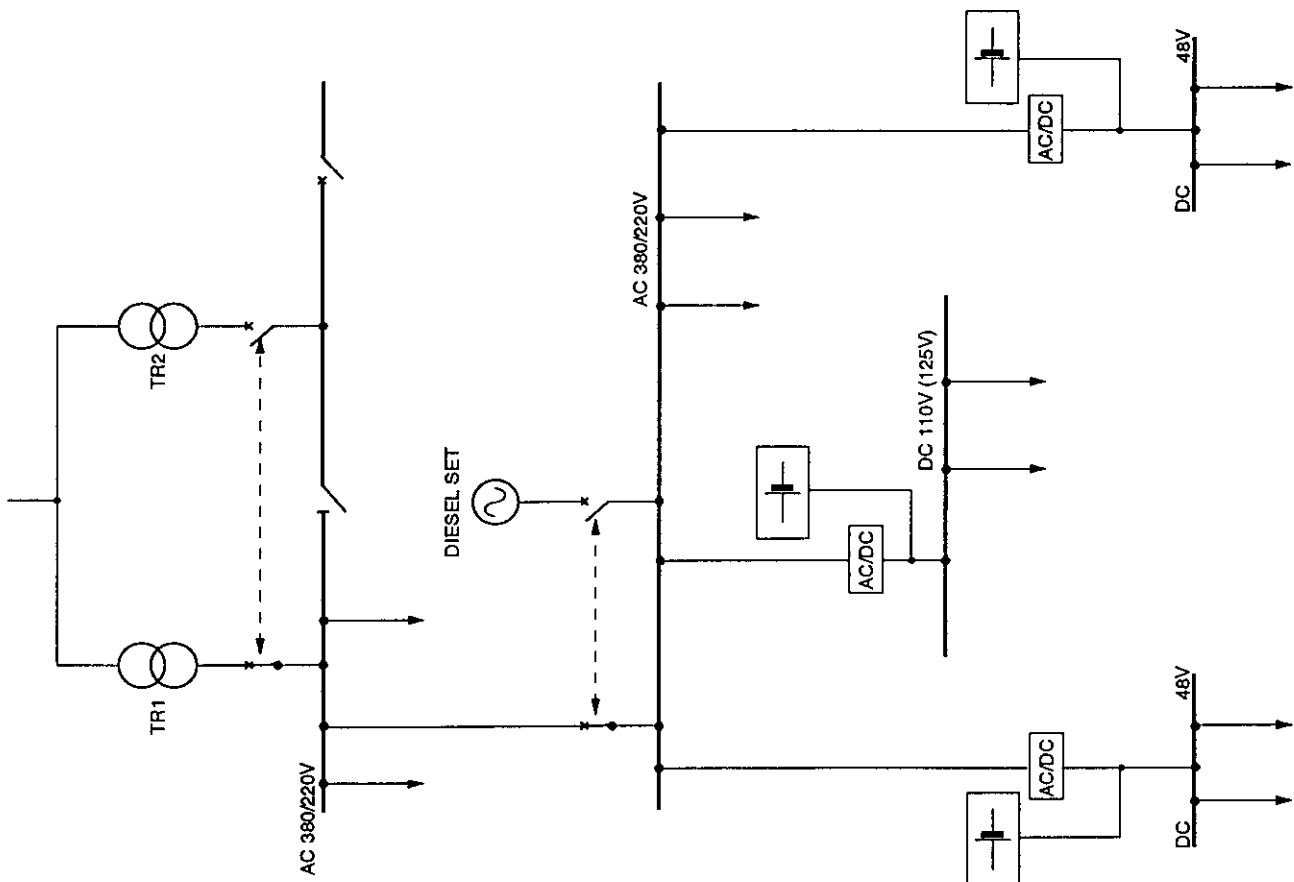 TR1
TR2
AC 380/220V
DIESEL SET
AC 380/220V
AC/DC
DC 110V (125V)
AC/DC
DC
48V
AC/DC
DC
48V